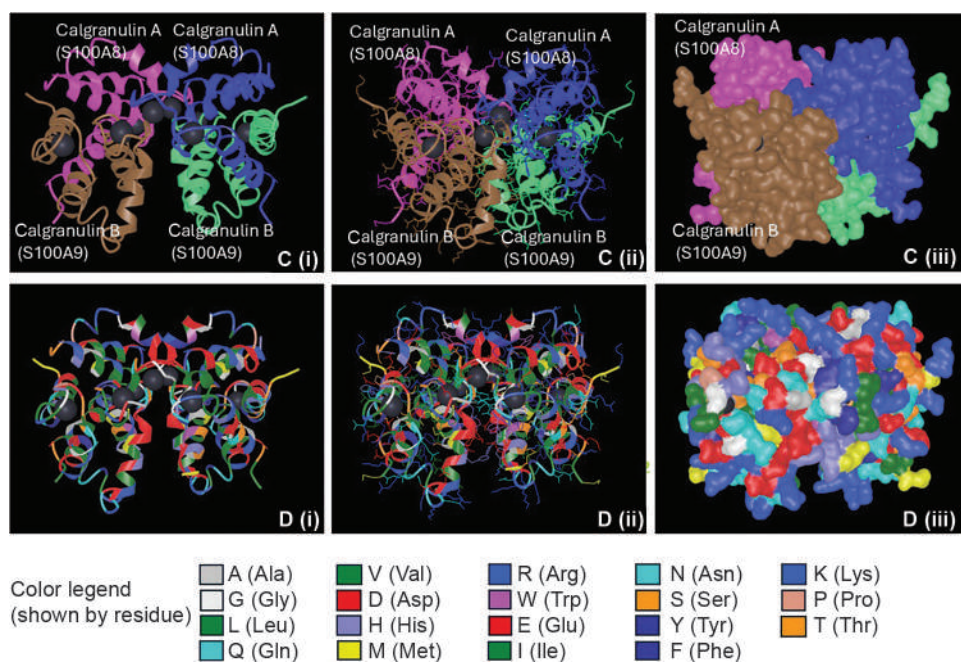 Calgranulin A Calgranulin A
(S100A8) (S100A8)
Calgranulin B Calgranulin B
(S100A9) (S100A9)
C (i)
Calgranulin A Calgranulin A
(S100A8) (S100A8)
Calgranulin B Calgranulin B
(S100A9) (S100A9)
C (ii)
Calgranulin A
(S100A8)
Calgranulin B
(S100A9)
C (iii)
D (i)
D (ii)
D (iii)
Color legend
(shown by residue)
A (Ala) V (Val) R (Arg) N (Asn) K (Lys)
G (Gly) D (Asp) W (Trp) S (Ser) P (Pro)
L (Leu) H (His) E (Glu) Y (Tyr) T (Thr)
Q (Gln) M (Met) I (Ile) F (Phe)